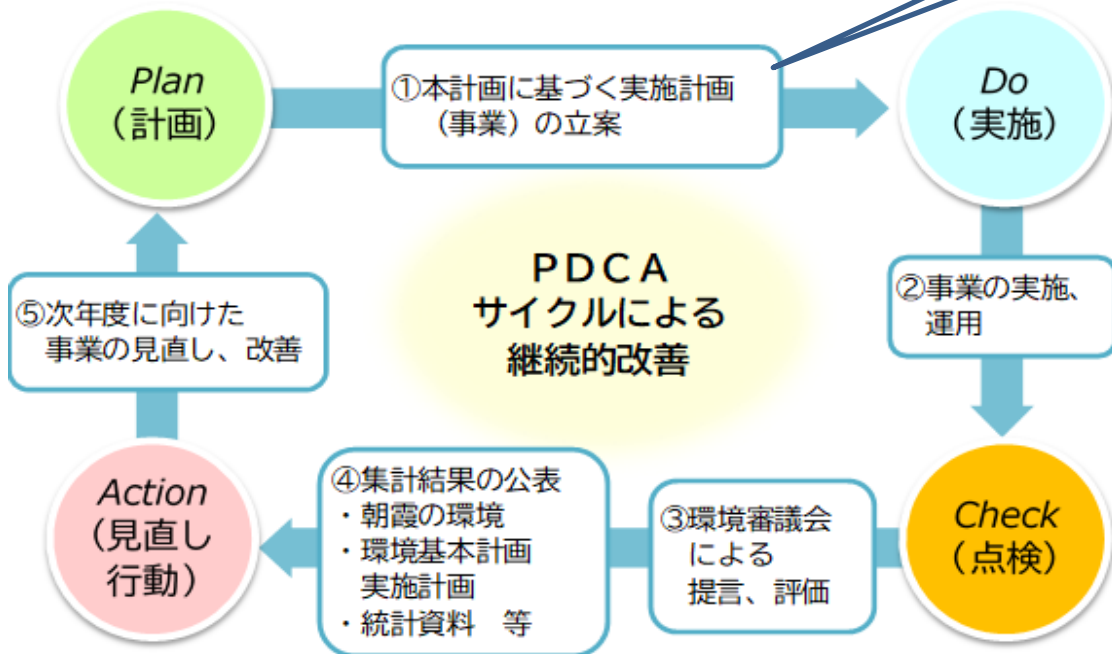 Plan
（計画）
①本計画に基づく実施計画
（事業）の立案
Do
（実施）
PDCA
サイクルによる
継続的改善
②事業の実施、
運用
Check
（点検）
③環境審議会
による
提言、評価
④集計結果の公表
・朝霞の環境
・環境基本計画
実施計画
・統計資料　等
Action
（見直し
行動）
⑤次年度に向けた
事業の見直し、改善